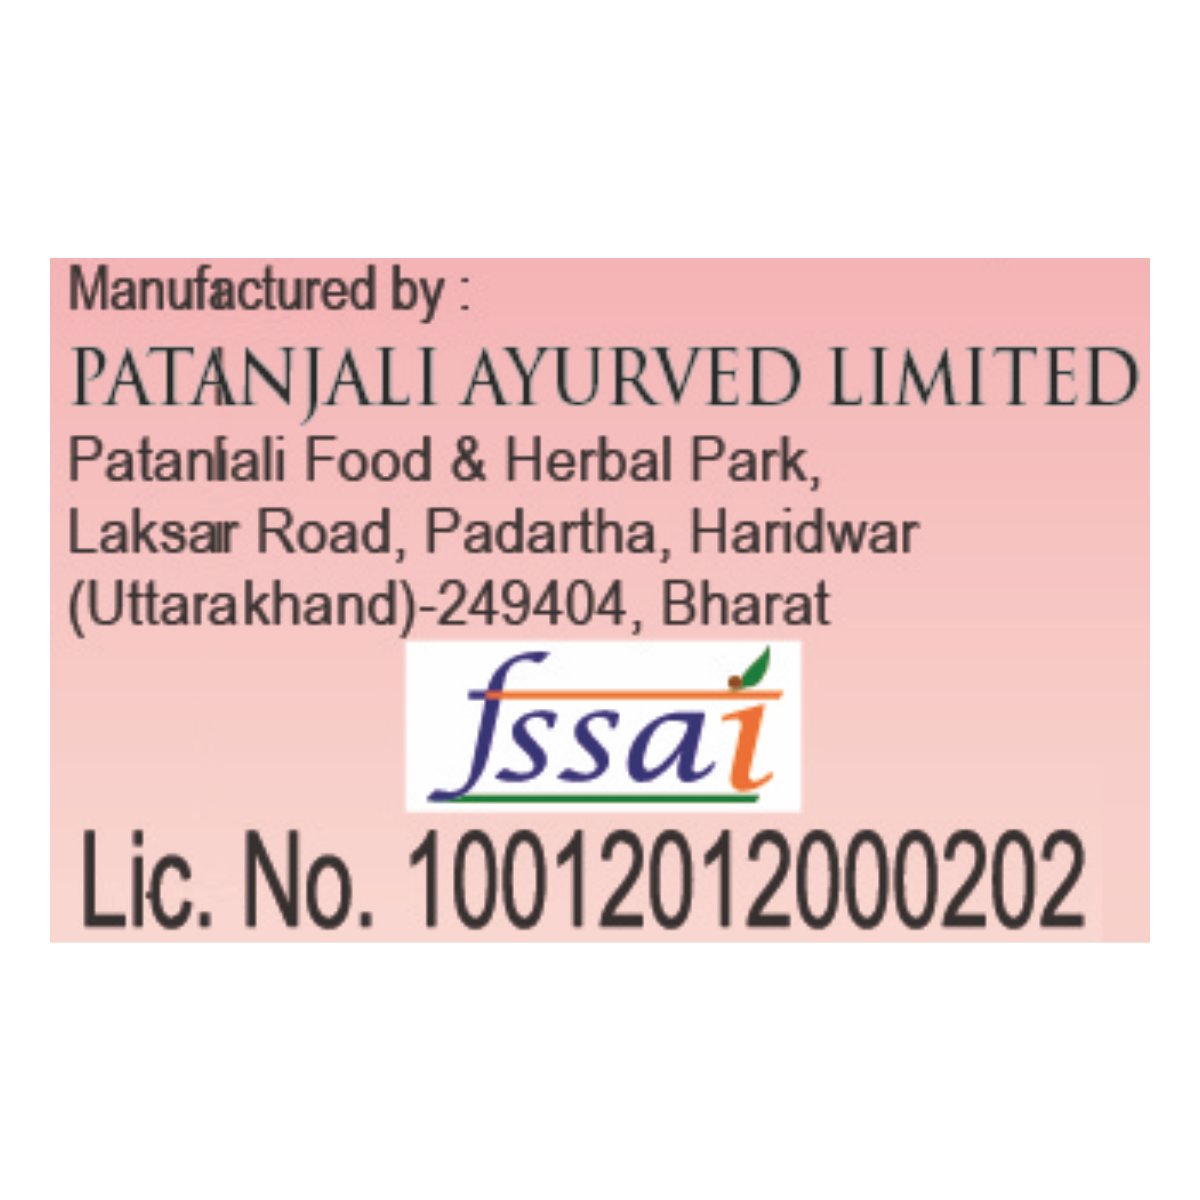 Manufactured by :
PATANJALI AYURVED LIMITED
Patanjali Food & Herbal Park,
Laksar Road, Padartha, Haridwar
(Uttarakhand)-249404, Bharat
fssai
Lic. No. 10012012000202